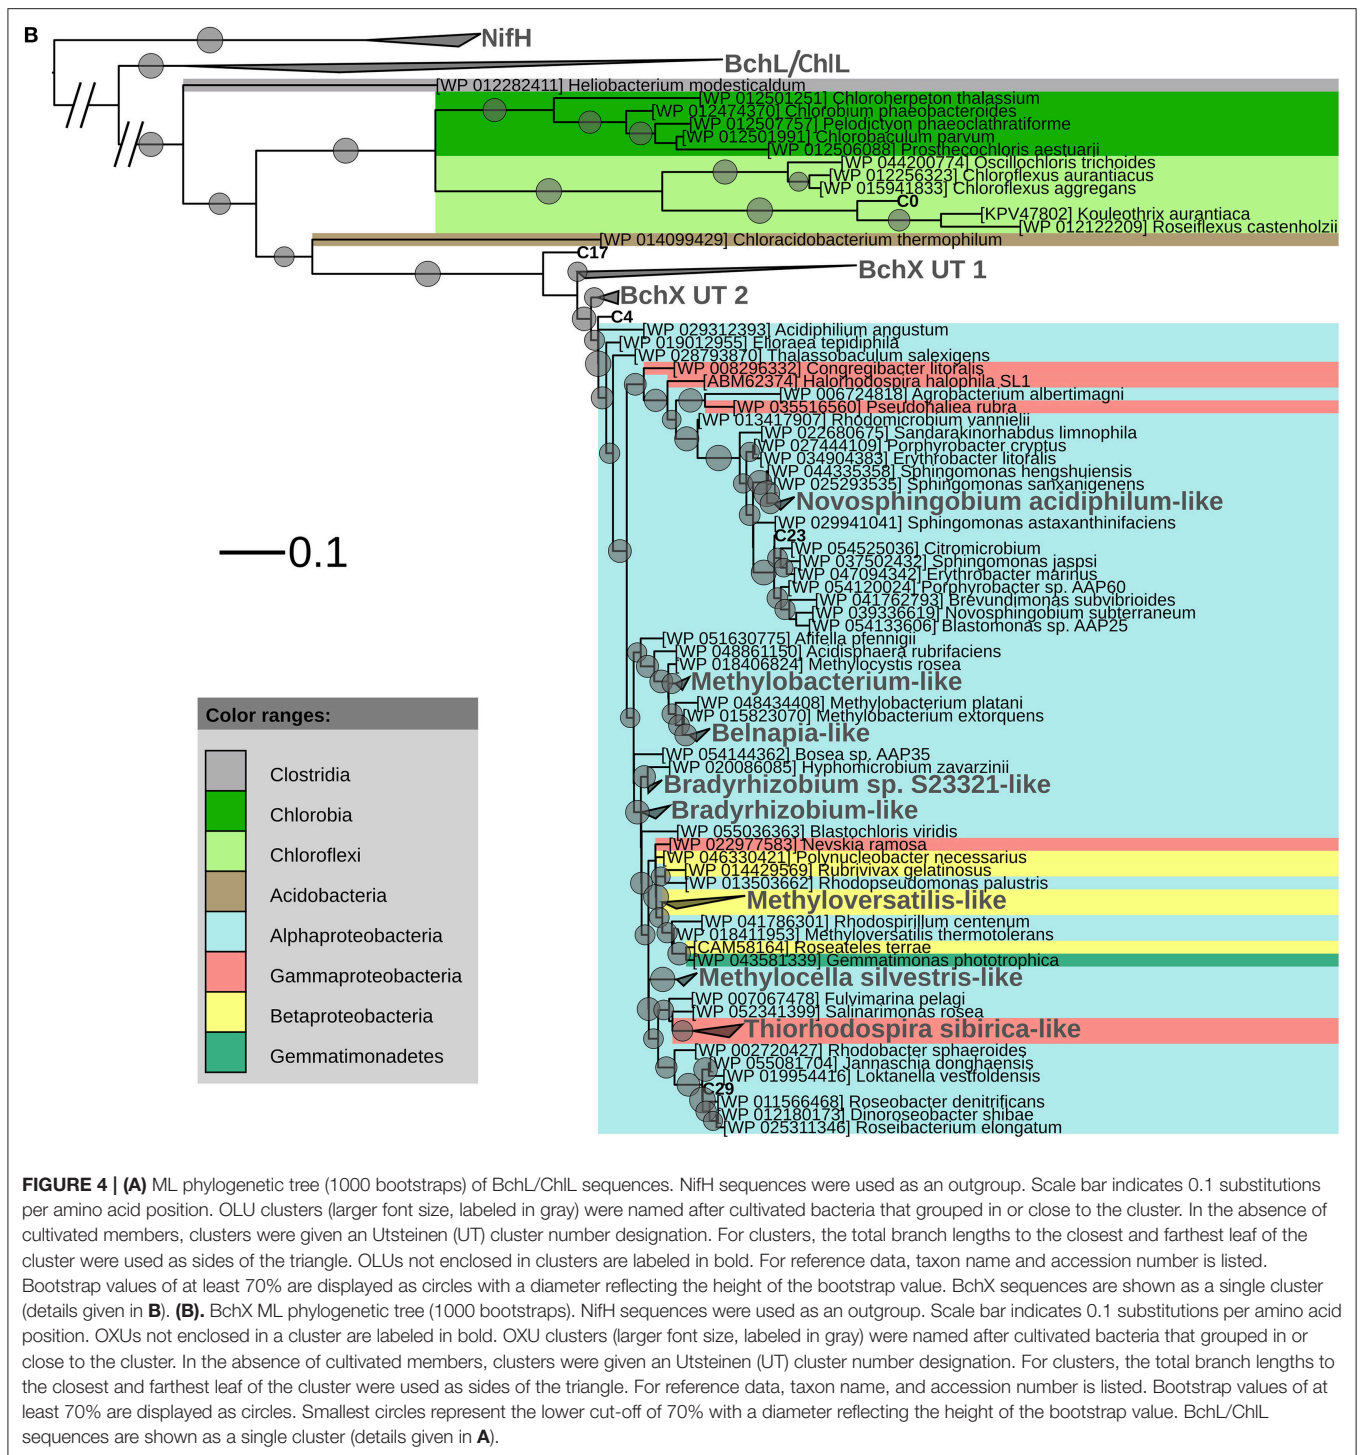 B
NifH
BchL/ChlL
[WP 012282411] Heliobacterium modesticaldum
[WP 012501251] Chloroherpeton thalassium
[WP 012474370] Chlorobium phaeobacteroides
[WP 012507757] Pelodictyon phaeoclathratiforme
[WP 012501991] Chlorobaculum parvum
[WP 012506088] Prosthecochloris aestuarii
[WP 044200774] Oscillochloris trichoides
[WP 012256323] Chloroflexus aurantiacus
[WP 015941833] Chloroflexus aggregans
C0
[KPV47802] Kouleothrix aurantiaca
[WP 012122209] Roseiflexus castenholzii
[WP 014099429] Chloracidobacterium thermophilum
C17
BchX UT 1
BchX UT 2
C4
[WP 029312393] Acidiphilium angustum
[WP 019012955] Elioraea tepidiphila
[WP 028793870] Thalassobaculum salexigens
[WP 008296332] Congregibacter litoralis
[ABM62374] Halorhodospira halophila SL1
[WP 006724818] Agrobacterium albertimagni
[WP 035516560] Pseudohaliea rubra
[WP 013417907] Rhodomicrobium vannielii
[WP 022680675] Sandarakinorhabdus limnophila
[WP 027444109] Porphyrobacter cryptus
[WP 034904383] Erythrobacter litoralis
[WP 044335358] Sphingomonas hengshuiensis
[WP 025293535] Sphingomonas sanxanigenens
Novosphingobium acidiphilum-like
[WP 029941041] Sphingomonas astaxanthinifaciens
C23
[WP 054525036] Citromicrobium
[WP 037502432] Sphingomonas jaspsi
[WP 047094342] Erythrobacter marinus
[WP 054120024] Porphyrobacter sp. AAP60
[WP 041762793] Brevundimonas subvibrioides
[WP 039336619] Novosphingobium subterraneum
[WP 054133606] Blastomonas sp. AAP25
0.1
[WP 051630775] Afifella pfennigii
[WP 048861150] Acidisphaera rubrifaciens
[WP 018406824] Methylocystis rosea
Methylobacterium-like
[WP 048434408] Methylobacterium platani
[WP 015823070] Methylobacterium extorquens
Belnapia-like
[WP 054144362] Bosea sp. AAP35
[WP 020086085] Hyphomicrobium zavarzinii
Bradyrhizobium sp. S23321-like
Bradyrhizobium-like
[WP 055036363] Blastochloris viridis
[WP 022977583] Nevskia ramosa
[WP 046330421] Polynucleobacter necessarius
[WP 014429569] Rubrivivax gelatinosus
[WP 013503662] Rhodopseudomonas palustris
Methyloversatilis-like
[WP 041786301] Rhodospirillum centenum
[WP 018411953] Methyloversatilis thermotolerans
[CAM58164] Roseateles terrae
[WP 043581339] Gemmatimonas phototrophica
Methylocella silvestris-like
[WP 007067478] Fulvimarina pelagi
[WP 052341399] Salinarimonas rosea
Thiorhodospira sibirica-like
[WP 002720427] Rhodobacter sphaeroides
[WP 055081704] Jannaschia donghaensis
[WP 019954416] Loktanella vestfoldensis
C29
[WP 011566468] Roseobacter denitrificans
[WP 012180173] Dinoroseobacter shibae
[WP 025311346] Roseibacterium elongatum
Color ranges:
Clostridia
Chlorobia
Chloroflexi
Acidobacteria
Alphaproteobacteria
Gammaproteobacteria
Betaproteobacteria
Gemmatimonadetes
FIGURE 4 | (A) ML phylogenetic tree (1000 bootstraps) of BchL/ChlL sequences. NifH sequences were used as an outgroup. Scale bar indicates 0.1 substitutions
per amino acid position. OLU clusters (larger font size, labeled in gray) were named after cultivated bacteria that grouped in or close to the cluster. In the absence of
cultivated members, clusters were given an Utsteinen (UT) cluster number designation. For clusters, the total branch lengths to the closest and farthest leaf of the
cluster were used as sides of the triangle. OLUs not enclosed in clusters are labeled in bold. For reference data, taxon name and accession number is listed.
Bootstrap values of at least 70% are displayed as circles with a diameter reflecting the height of the bootstrap value. BchX sequences are shown as a single cluster
(details given in B). (B). BchX ML phylogenetic tree (1000 bootstraps). NifH sequences were used as an outgroup. Scale bar indicates 0.1 substitutions per amino acid
position. OXUs not enclosed in a cluster are labeled in bold. OXU clusters (larger font size, labeled in gray) were named after cultivated bacteria that grouped in or
close to the cluster. In the absence of cultivated members, clusters were given an Utsteinen (UT) cluster number designation. For clusters, the total branch lengths to
the closest and farthest leaf of the cluster were used as sides of the triangle. For reference data, taxon name, and accession number is listed. Bootstrap values of at
least 70% are displayed as circles. Smallest circles represent the lower cut-off of 70% with a diameter reflecting the height of the bootstrap value. BchL/ChlL
sequences are shown as a single cluster (details given in A).